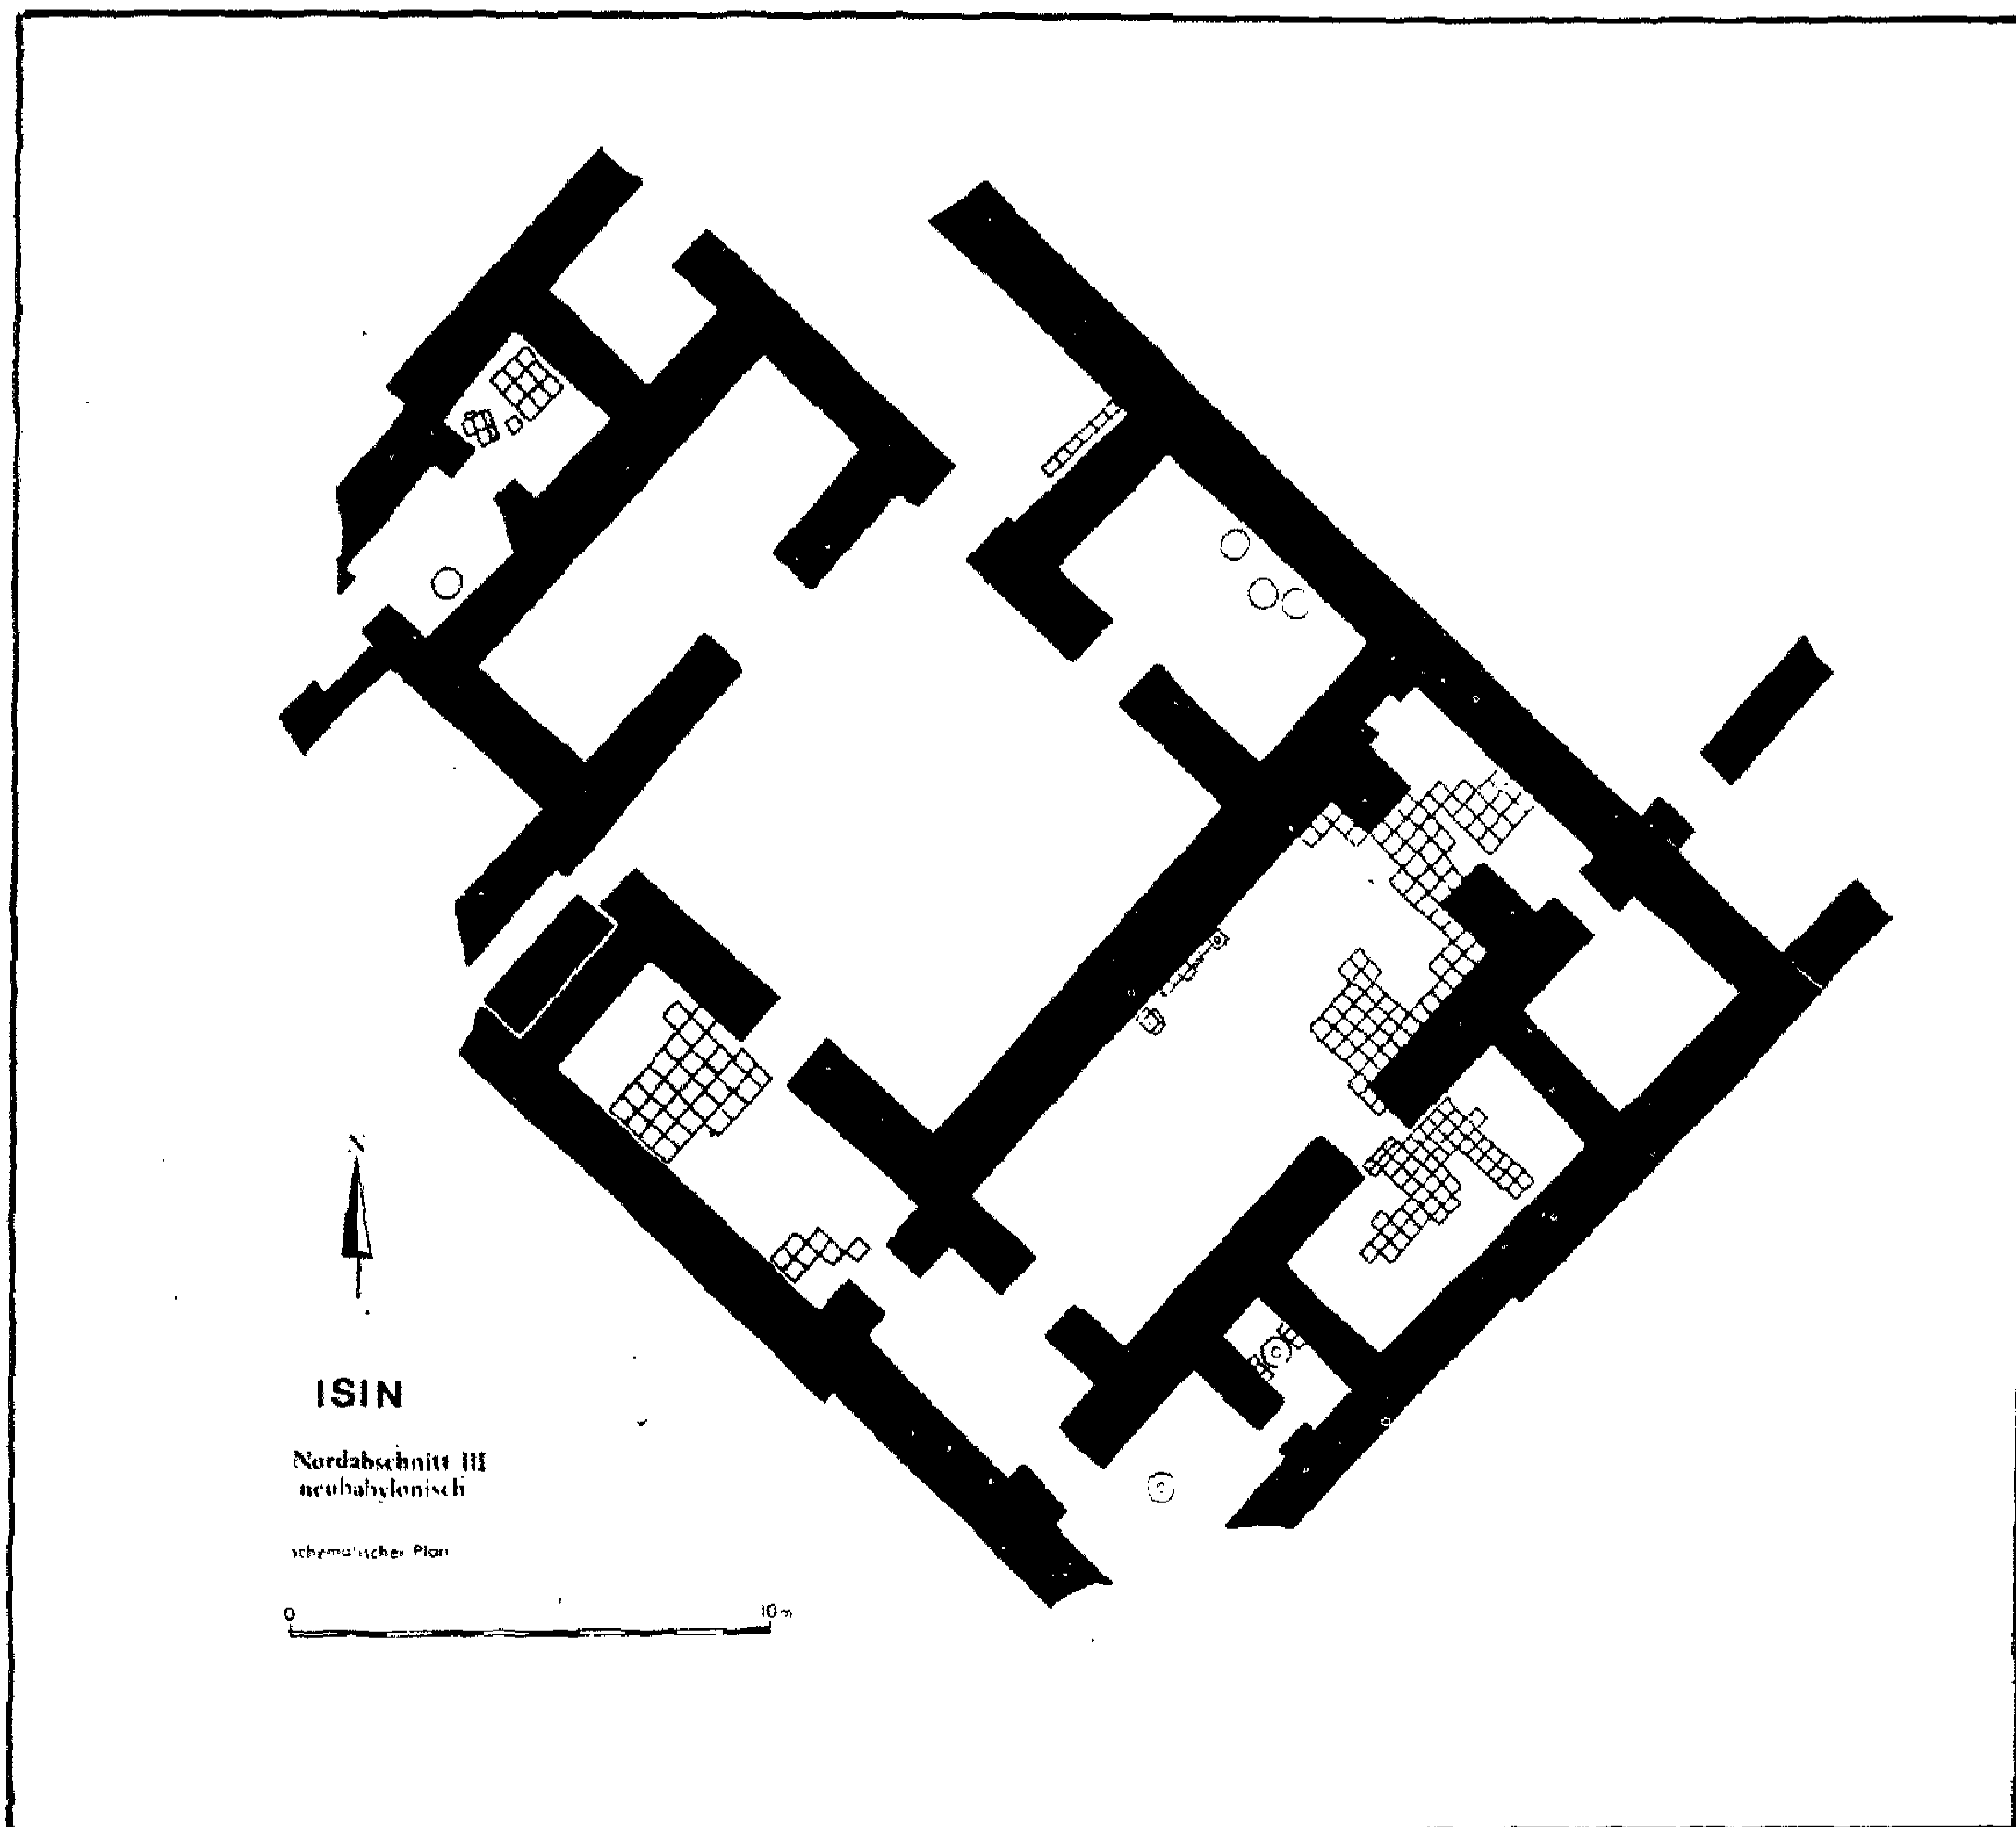 N
ISIN
Nordabschnitt III
neubabylonisch
schematischer Plan
0 10 m